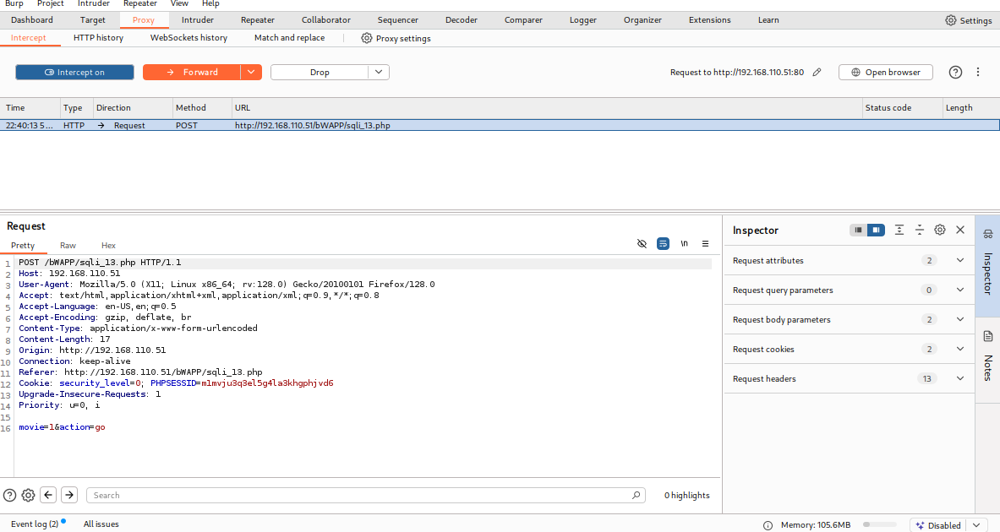 Burp Project Intruder Repeater View Help
Dashboard Target Proxy Intruder Repeater Collaborator Sequencer Decoder Comparer Logger Organizer Extensions Learn Settings
Intercept HTTP history WebSockets history Match and replace Proxy settings
Intercept on Forward Drop Request to http://192.168.110.51:80 Open browser
Time Type Direction Method URL Status code Length
22:40:13 5... HTTP → Request POST http://192.168.110.51/bWAPP/sqli_13.php
Request
Pretty Raw Hex \n
1 POST /bWAPP/sqli_13.php HTTP/1.1
2 Host: 192.168.110.51
3 User-Agent: Mozilla/5.0 (X11; Linux x86_64; rv:128.0) Gecko/20100101 Firefox/128.0
4 Accept: text/html,application/xhtml+xml,application/xml;q=0.9,*/*;q=0.8
5 Accept-Language: en-US,en;q=0.5
6 Accept-Encoding: gzip, deflate, br
7 Content-Type: application/x-www-form-urlencoded
8 Content-Length: 17
9 Origin: http://192.168.110.51
10 Connection: keep-alive
11 Referer: http://192.168.110.51/bWAPP/sqli_13.php
12 Cookie: security_level=0; PHPSESSID=m1mvju3q3el5g4la3khgphjvd6
13 Upgrade-Insecure-Requests: 1
14 Priority: u=0, i
15
16 movie=1&action=go
Inspector
Request attributes 2
Request query parameters 0
Request body parameters 2
Request cookies 2
Request headers 13
Inspector
Notes
Search 0 highlights
Event log (2) All issues Memory: 105.6MB Disabled